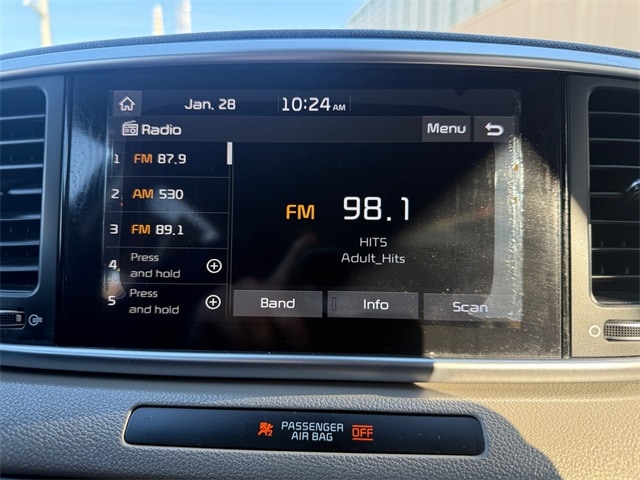 Jan. 28 10:24 AM
Radio Menu
1 FM 87.9
2 AM 530
3 FM 89.1
4 Press and hold
5 Press and hold
FM 98.1
HITS
Adult_Hits
Band Info Scan
PASSENGER AIR BAG OFF